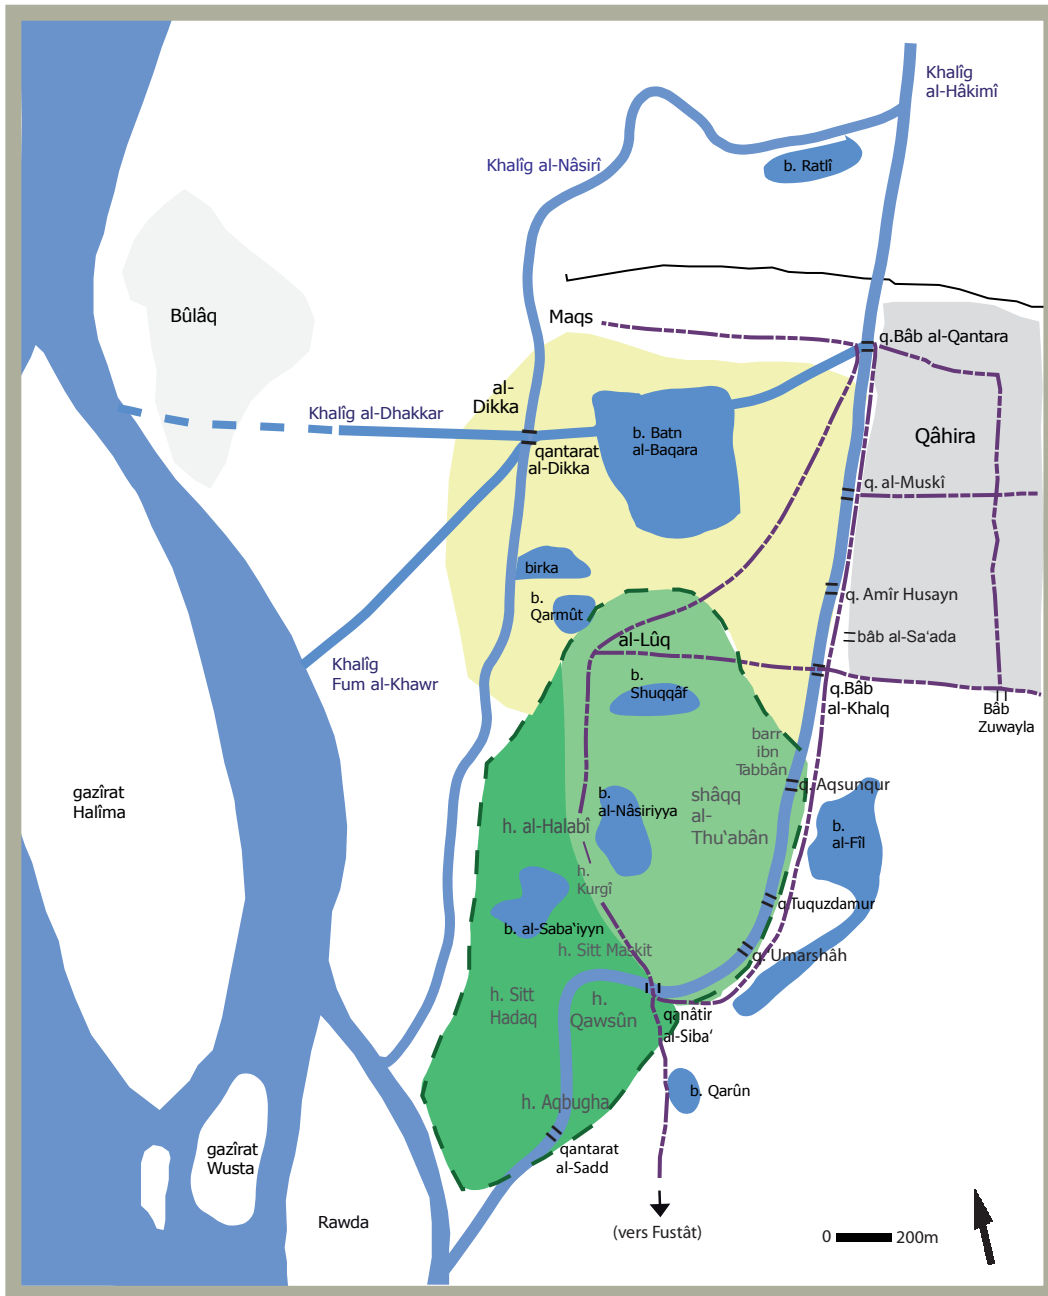 Khalîg
al-Hâkimî
Khalîg al-Nâsirî
b. Ratlî
Bûlâq
Maqs
q.Bâb al-Qantara
al-
Dikka
Khalîg al-Dhakkar
b. Batn
al-Baqara
Qâhira
qantarat
al-Dikka
q. al-Muskî
birka
b.
Qarmût
q. Amîr Husayn
al-Lûq
bâb al-Sa‘ada
Khalîg
Fum al-Khawr
b.
Shuqqâf
q.Bâb
al-Khalq
Bâb
Zuwayla
barr
ibn
Tabbân
gazîrat
Halîma
b.
al-Nâsiriyya
shâqq
al-
Thu‘abân
q. Aqsunqur
h. al-Halabî
b.
al-Fîl
h.
Kurgî
q.Tuquzdamur
b. al-Saba‘iyyn
h. Sitt Maskit
q. Umarshâh
h. Sitt
Hadaq
h.
Qawsûn
qanâtir
al-Siba‘
b. Qarûn
h. Aqbugha
gazîrat
Wusta
qantarat
al-Sadd
Rawda
(vers Fustât)
0 200m